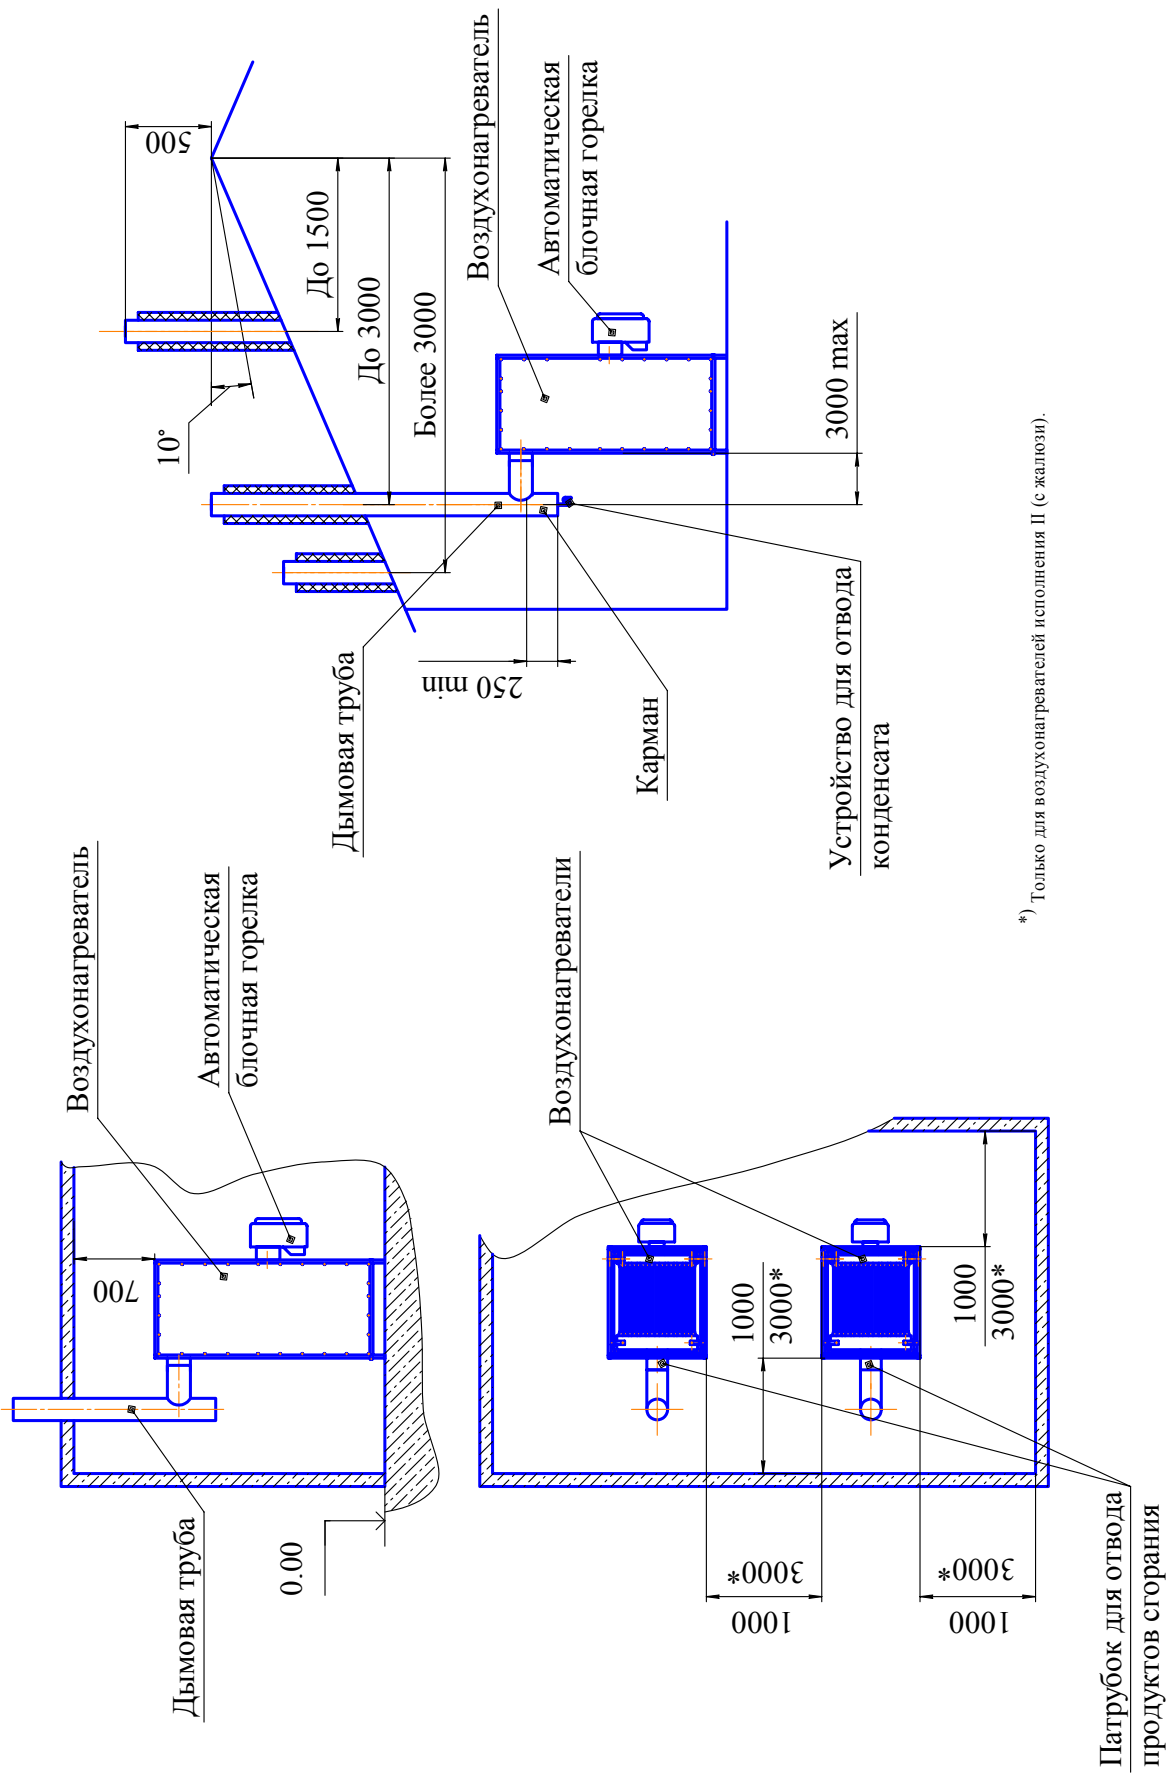 Воздухонагреватель
Автоматическая
блочная горелка
700
Дымовая труба
0.00
500
10°
До 1500
До 3000
Более 3000
Воздухонагреватель
Автоматическая
блочная горелка
3000 max
Дымовая труба
250 min
Карман
Устройство для отвода
конденсата
Воздухонагреватели
1000
3000*
1000
3000*
1000
3000*
1000
3000*
Патрубок для отвода
продуктов сгорания
*) Только для воздухонагревателей исполнения II (с жалюзи).